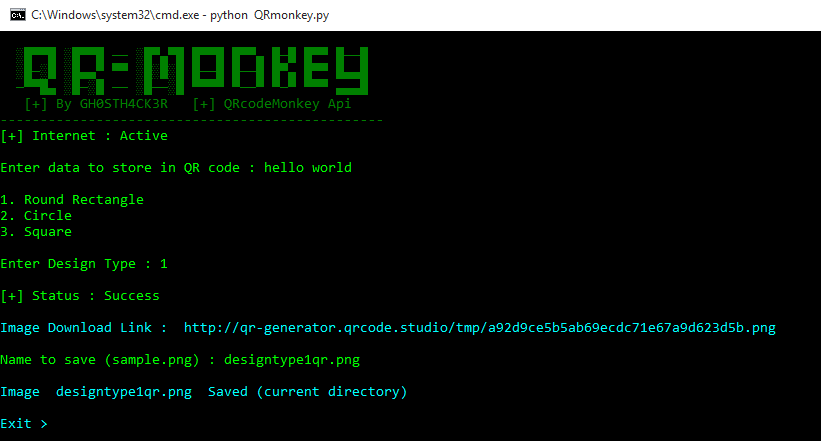 C:\Windows\system32\cmd.exe - python  QRmonkey.py
QR-MONKEY
[+] By GH0STH4CK3R   [+] QRcodeMonkey Api
------------------------------------------------
[+] Internet : Active
Enter data to store in QR code : hello world
1. Round Rectangle
2. Circle
3. Square
Enter Design Type : 1
[+] Status : Success
Image Download Link :  http://qr-generator.qrcode.studio/tmp/a92d9ce5b5ab69ecdc71e67a9d623d5b.png
Name to save (sample.png) : designtype1qr.png
Image  designtype1qr.png  Saved (current directory)
Exit >